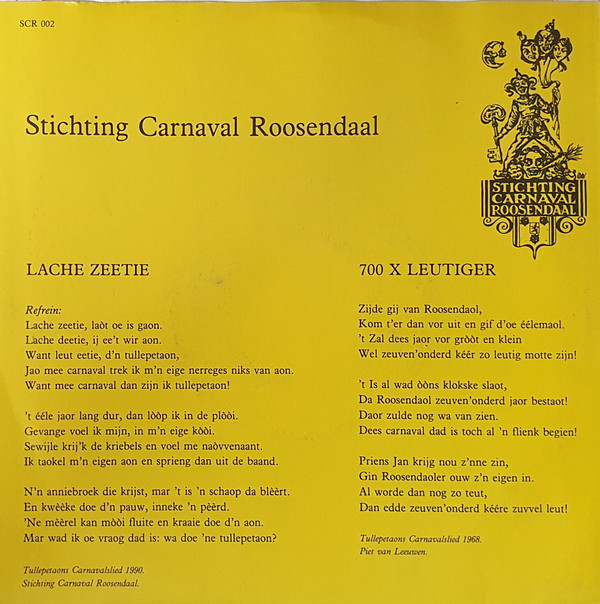 SCR 002
Stichting Carnaval Roosendaal
STICHTING
CARNAVAL
ROOSENDAAL
LACHE ZEETIE
Refrein:
Lache zeetie, laòt oe is gaon.
Lache deetie, ij ee't wir aon.
Want leut eetie, d'n tullepetaon,
Jao mee carnaval trek ik m'n eige nerreges niks van aon.
Want mee carnaval dan zijn ik tullepetaon!
't ééle jaor lang dur, dan lòòp ik in de plòòi.
Gevange voel ik mijn, in m'n eige kòòi.
Sewijle krij'k de kriebels en voel me naòvvenaant.
Ik taokel m'n eigen aon en sprieng dan uit de baand.
N'n anniebroek die krijst, mar 't is 'n schaop da blèèrt.
En kwèèke doe d'n pauw, inneke 'n pèèrd.
'Ne mèèrel kan mòòi fluite en kraaie doe d'n aon.
Mar wad ik oe vraog dad is: wa doe 'ne tullepetaon?
Tullepetaons Carnavalslied 1990.
Stichting Carnaval Roosendaal.
700 X LEUTIGER
Zijde gij van Roosendaol,
Kom t'er dan vor uit en gif d'oe éélemaol.
't Zal dees jaor vor gròòt en klein
Wel zeuven'onderd kéér zo leutig motte zijn!
't Is al wad òòns klokske slaot,
Da Roosendaol zeuven'onderd jaor bestaot!
Daor zulde nog wa van zien.
Dees carnaval dad is toch al 'n flienk begien!
Priens Jan krijg nou z'nne zin,
Gin Roosendaoler ouw z'n eigen in.
Al worde dan nog zo teut,
Dan edde zeuven'onderd kéére zuvvel leut!
Tullepetaons Carnavalslied 1968.
Piet van Leeuwen.